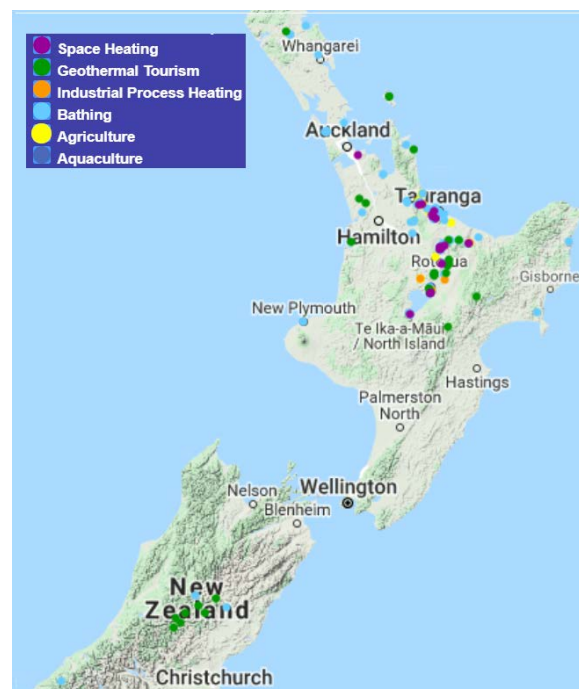 Space Heating
Geothermal Tourism
Industrial Process Heating
Bathing
Agriculture
Aquaculture
Whangarei
Auckland
Tauranga
Hamilton
Gisborne
New Plymouth
Te Ika-a-Māui
/ North Island
Hastings
Palmerston
North
Wellington
Nelson
Blenheim
New
Zealand
Christchurch